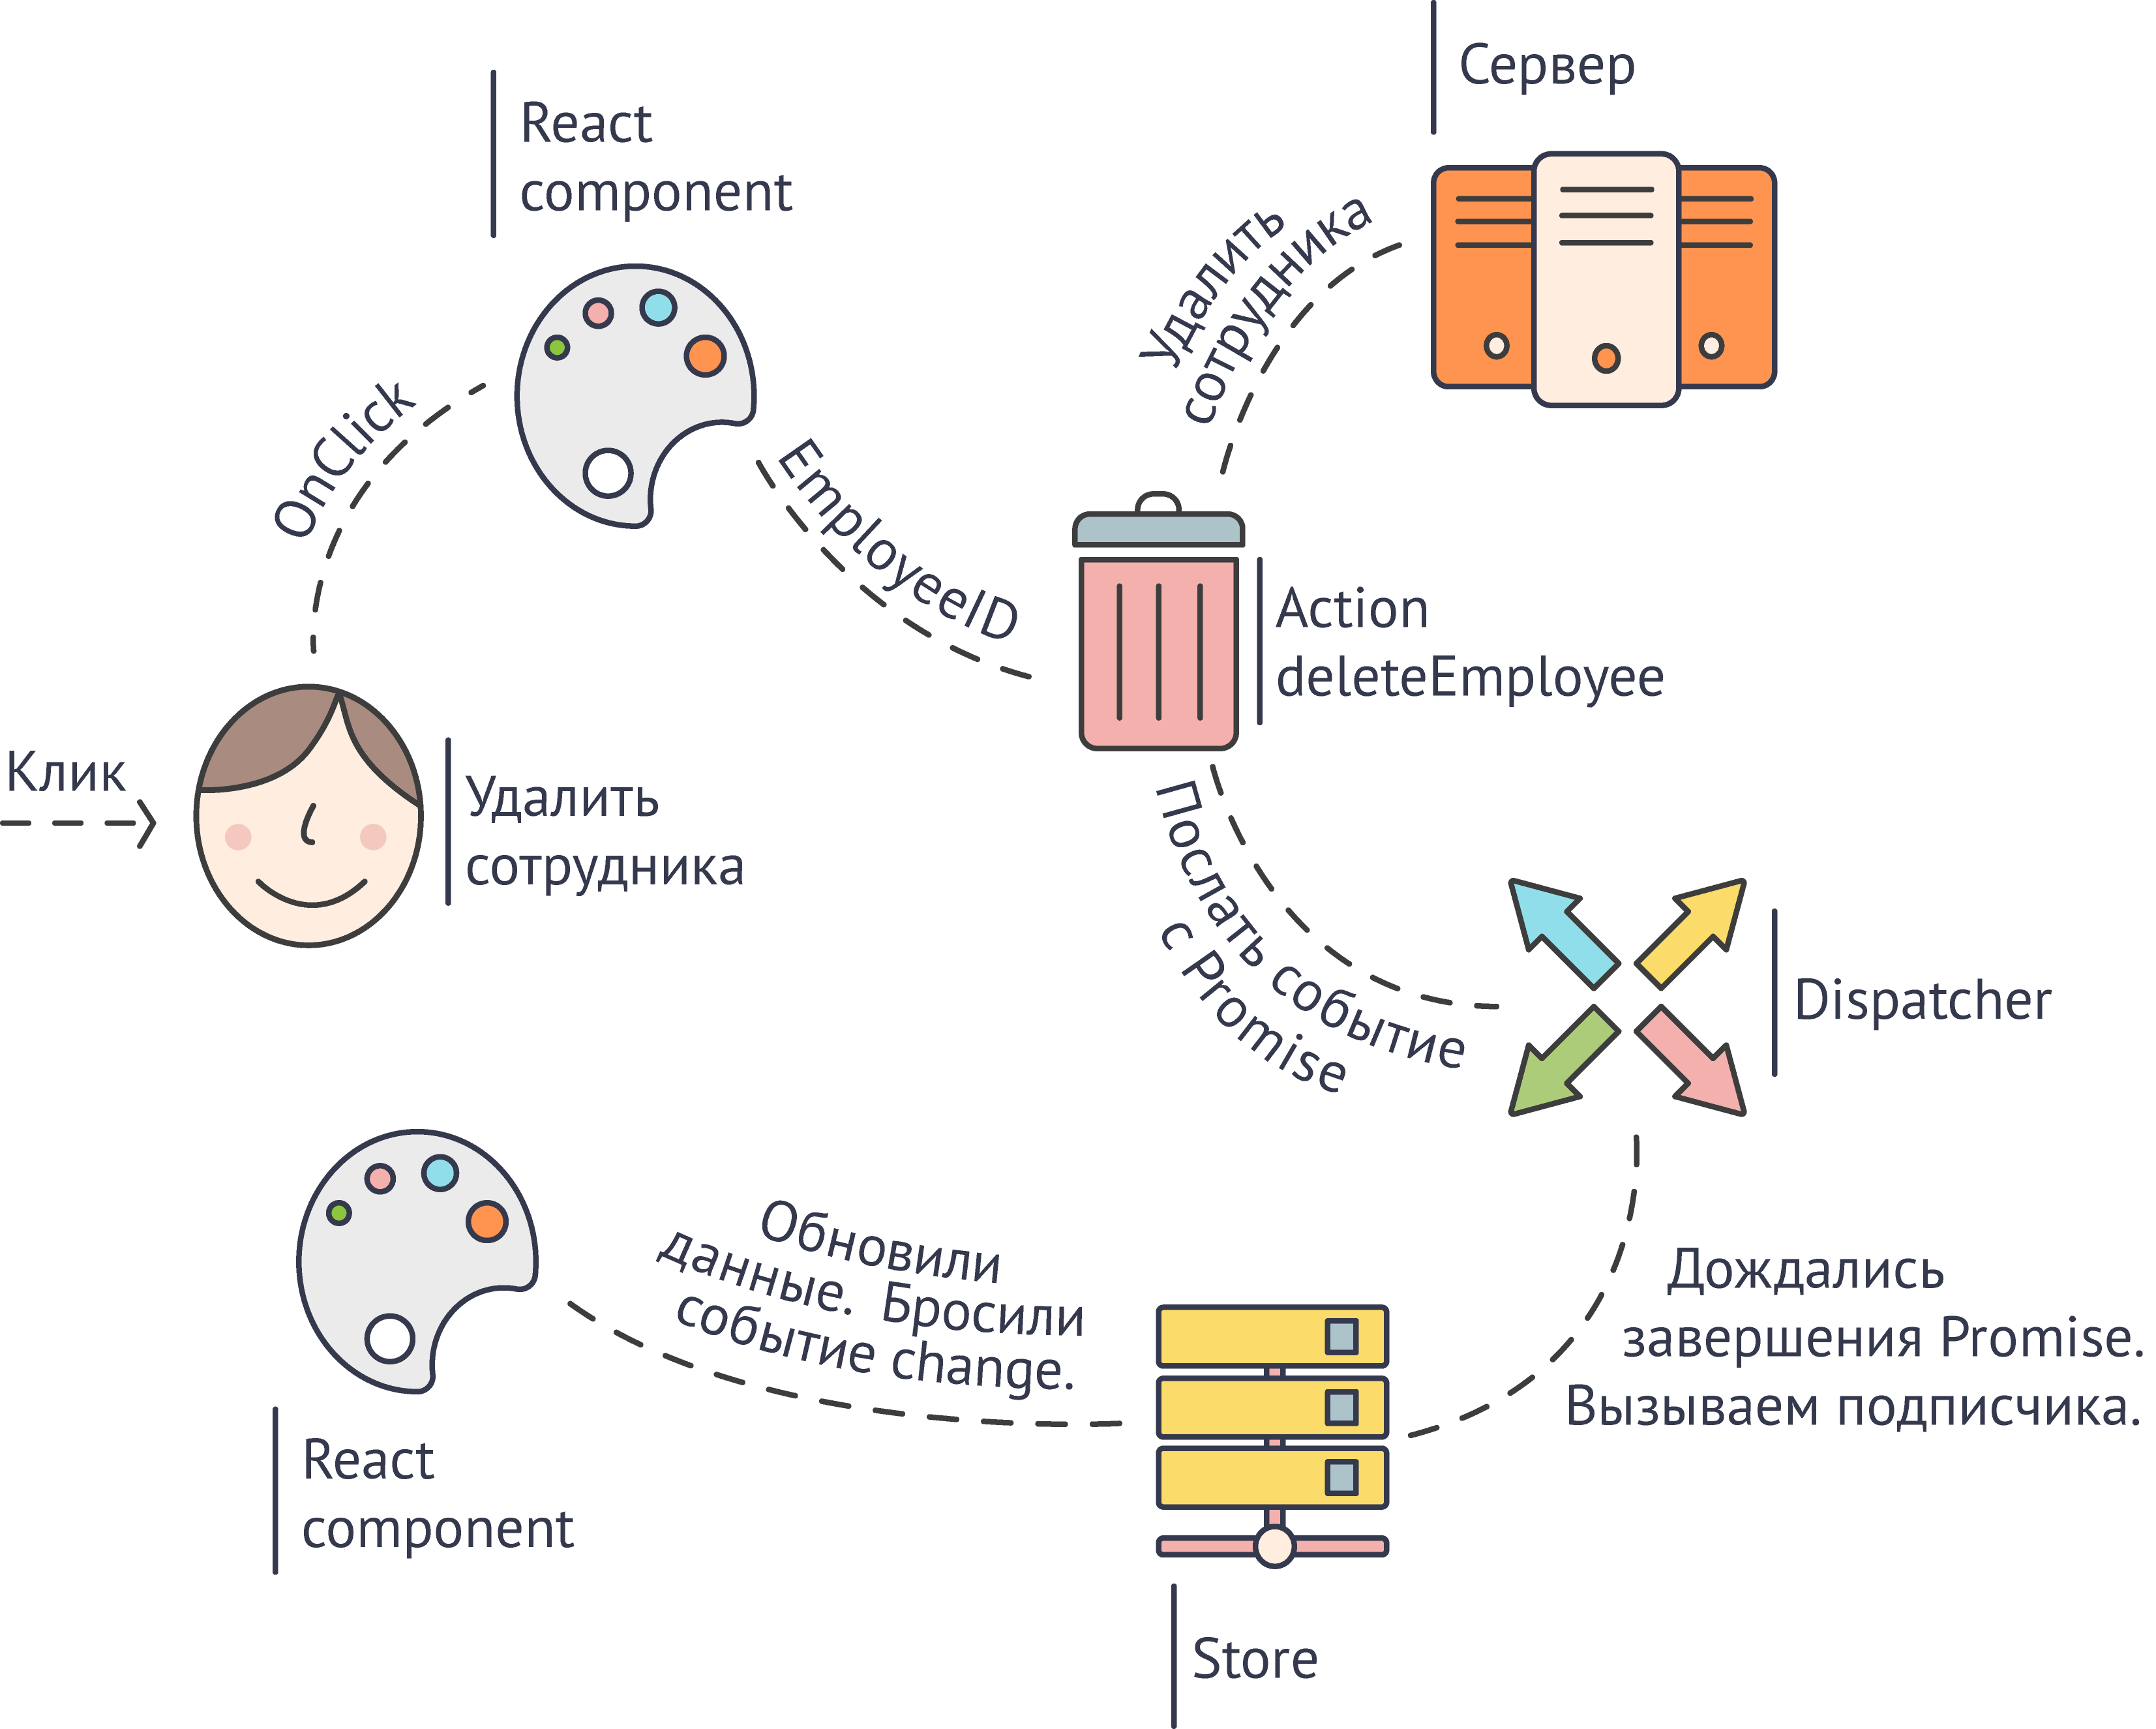 Сервер
React
component
Удалить
сотрудника
OnClick
EmployeeID
Action
deleteEmployee
Клик
Удалить
сотрудника
Послать событие
с Promise
Dispatcher
Обновили
данные. Бросили
событие change.
Дождались
завершения Promise.
Вызываем подписчика.
React
component
Store